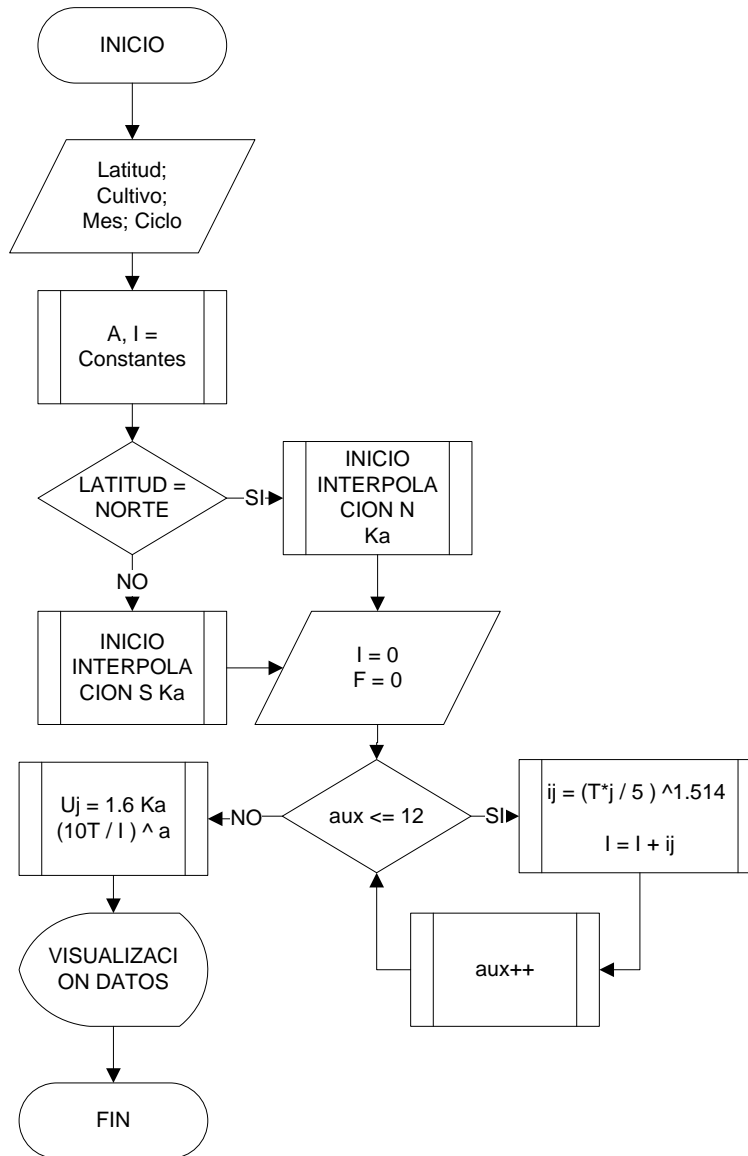 INICIO
Latitud;
Cultivo;
Mes; Ciclo
A, I =
Constantes
LATITUD =
NORTE
SI
INICIO
INTERPOLA
CION N
Ka
NO
INICIO
INTERPOLA
CION S Ka
I = 0
F = 0
aux <= 12
SI
ij = (T*j / 5 ) ^1.514
I = I + ij
aux++
NO
Uj = 1.6 Ka
(10T / I ) ^ a
VISUALIZACI
ON DATOS
FIN